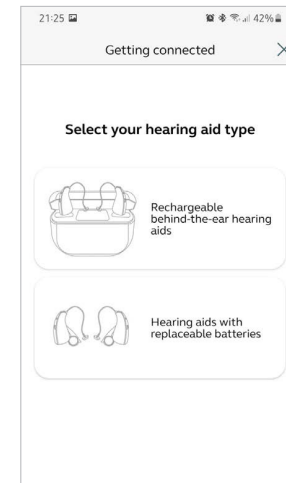 21:25 42%
Getting connected
Select your hearing aid type
Rechargeable
behind-the-ear hearing
aids
Hearing aids with
replaceable batteries